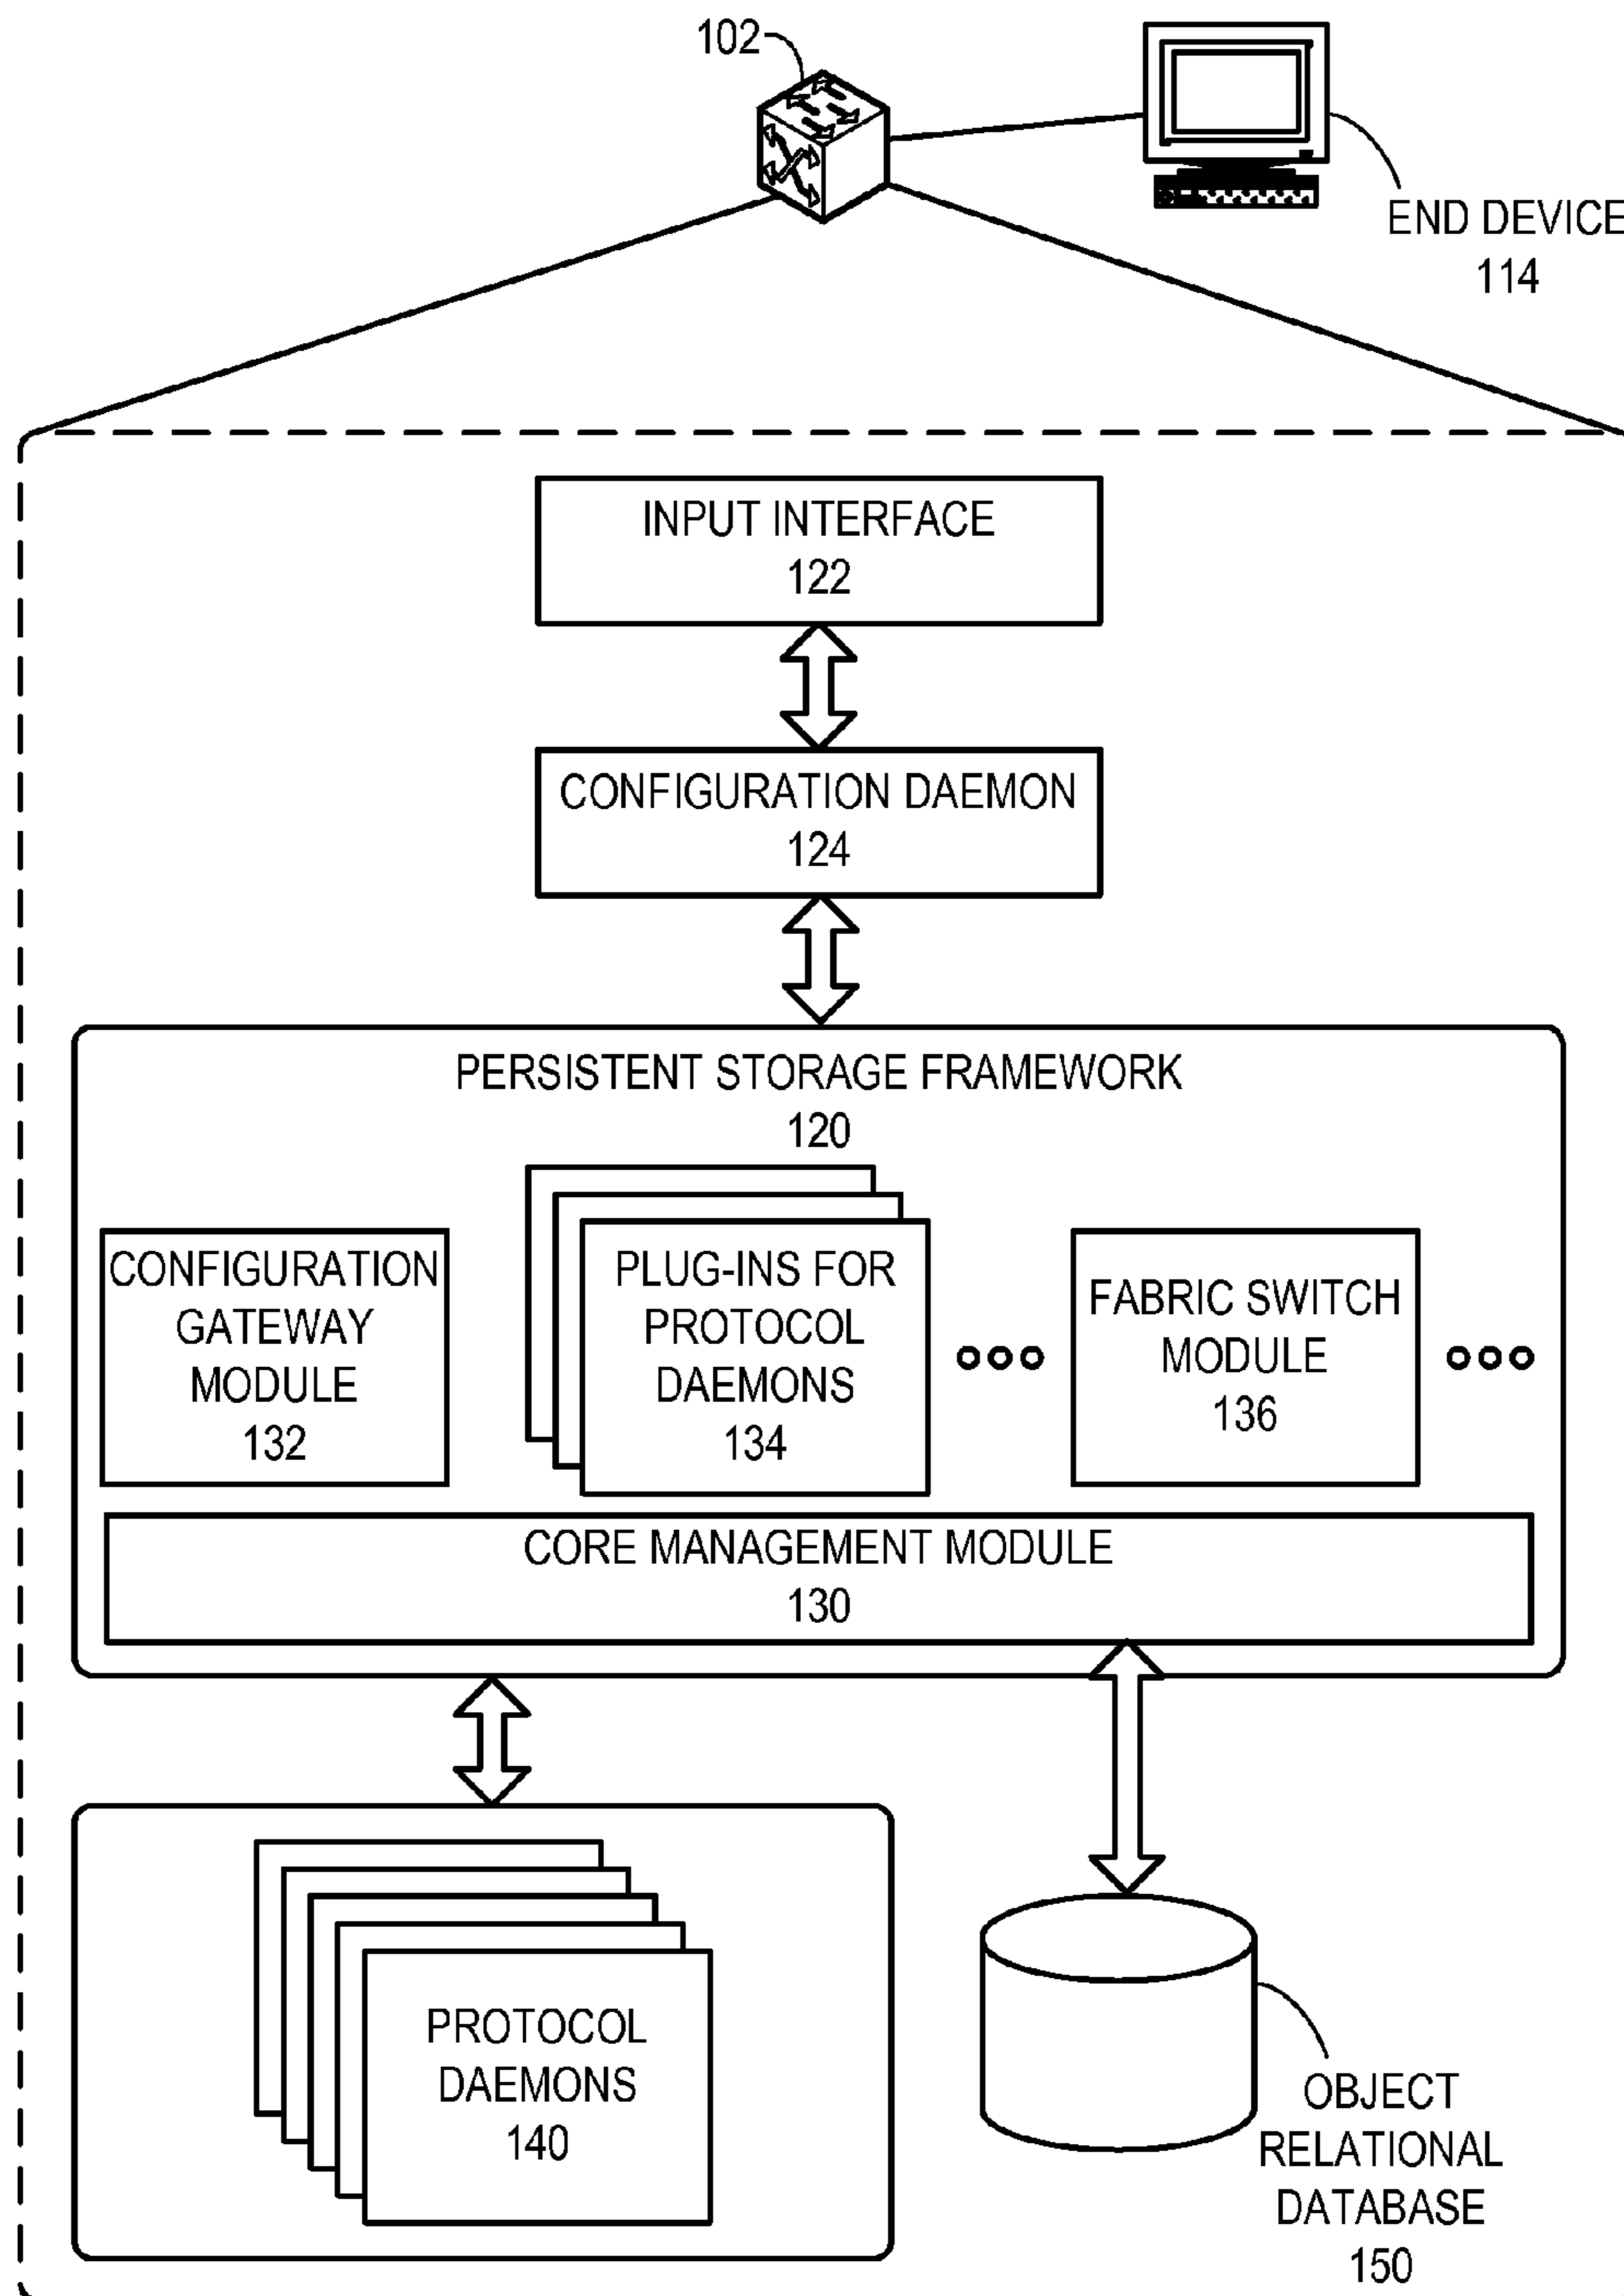 102
END DEVICE
114
INPUT INTERFACE
122
CONFIGURATION DAEMON
124
PERSISTENT STORAGE FRAMEWORK
120
CONFIGURATION
GATEWAY
MODULE
132
PLUG-INS FOR
PROTOCOL
DAEMONS
134
FABRIC SWITCH
MODULE
136
CORE MANAGEMENT MODULE
130
PROTOCOL
DAEMONS
140
OBJECT
RELATIONAL
DATABASE
150